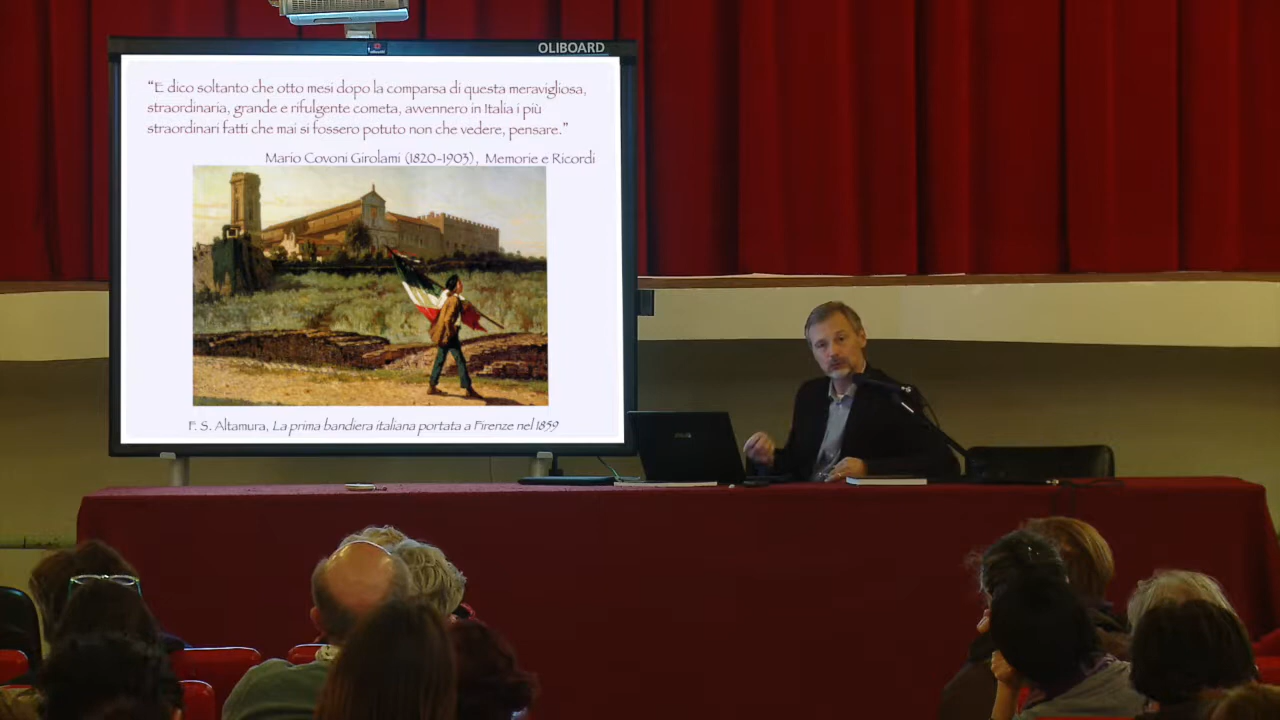 OLIBOARD
"E dico soltanto che otto mesi dopo la comparsa di questa meravigliosa,
straordinaria, grande e rifulgente cometa, avvennero in Italia i più
straordinari fatti che mai si fossero potuto non che vedere, pensare."
Mario Covoni Girolami (1820-1903), Memorie e Ricordi
F. S. Altamura, La prima bandiera italiana portata a Firenze nel 1859
ASUS